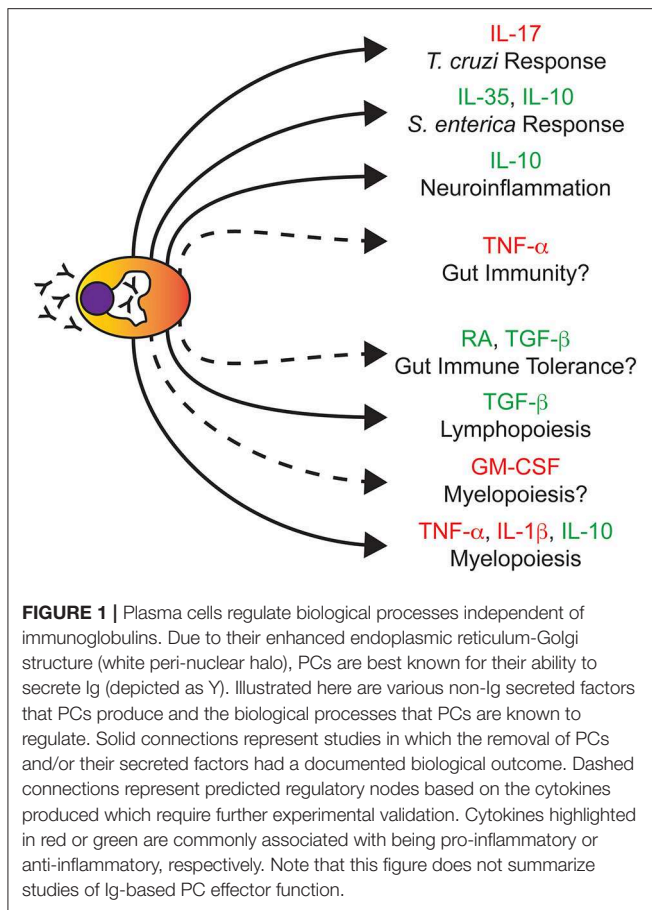 IL-17
T. cruzi Response
IL-35, IL-10
S. enterica Response
IL-10
Neuroinflammation
TNF-α
Gut Immunity?
RA, TGF-β
Gut Immune Tolerance?
TGF-β
Lymphopoiesis
GM-CSF
Myelopoiesis?
TNF-α, IL-1β, IL-10
Myelopoiesis
FIGURE 1 | Plasma cells regulate biological processes independent of
immunoglobulins. Due to their enhanced endoplasmic reticulum-Golgi
structure (white peri-nuclear halo), PCs are best known for their ability to
secrete Ig (depicted as Y). Illustrated here are various non-Ig secreted factors
that PCs produce and the biological processes that PCs are known to
regulate. Solid connections represent studies in which the removal of PCs
and/or their secreted factors had a documented biological outcome. Dashed
connections represent predicted regulatory nodes based on the cytokines
produced which require further experimental validation. Cytokines highlighted
in red or green are commonly associated with being pro-inflammatory or
anti-inflammatory, respectively. Note that this figure does not summarize
studies of Ig-based PC effector function.